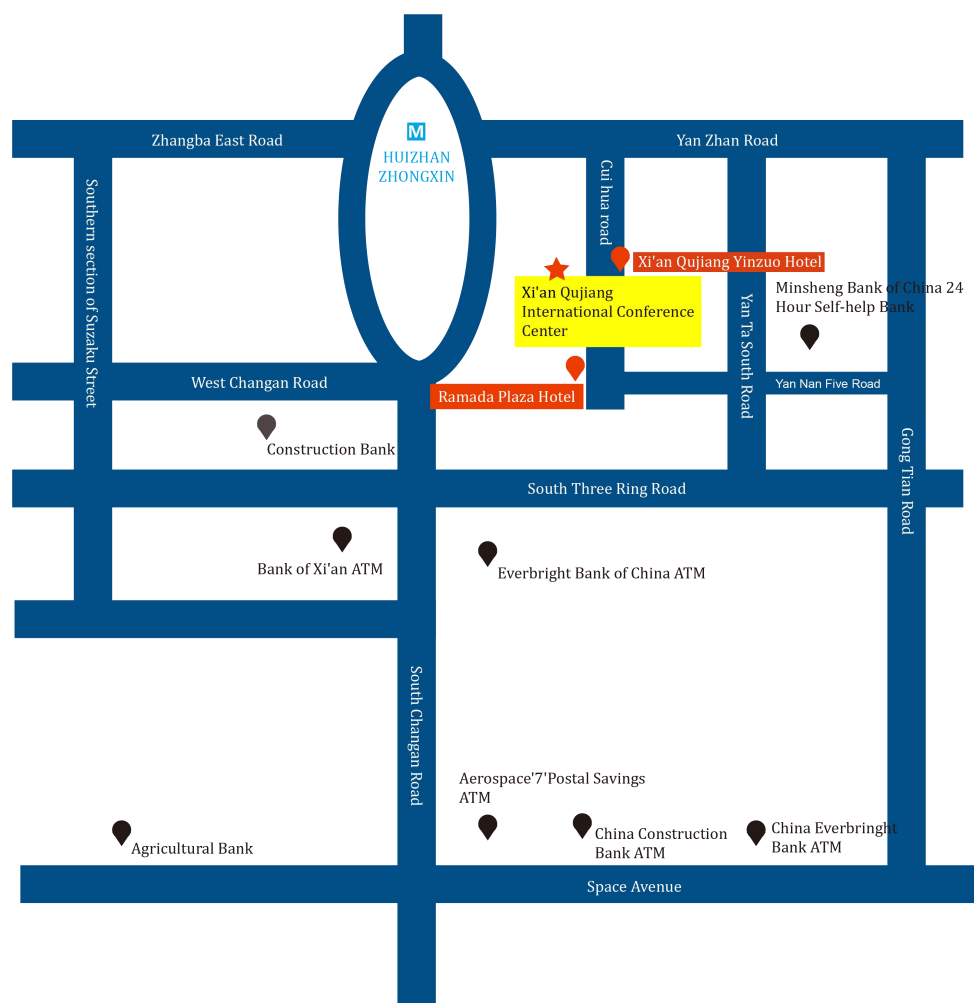 M
HUIZHAN
ZHONGXIN
Zhangba East Road
Yan Zhan Road
Southern section of Suzaku Street
Cui hua road
Xi'an Qujiang Yinzuo Hotel
Xi'an Qujiang
International Conference
Center
Minsheng Bank of China 24
Hour Self-help Bank
Yan Ta South Road
West Changan Road
Ramada Plaza Hotel
Yan Nan Five Road
Construction Bank
Gong Tian Road
South Three Ring Road
Bank of Xi'an ATM
Everbright Bank of China ATM
South Changan Road
Aerospace'7'Postal Savings
ATM
Agricultural Bank
China Construction
Bank ATM
China Everbringht
Bank ATM
Space Avenue